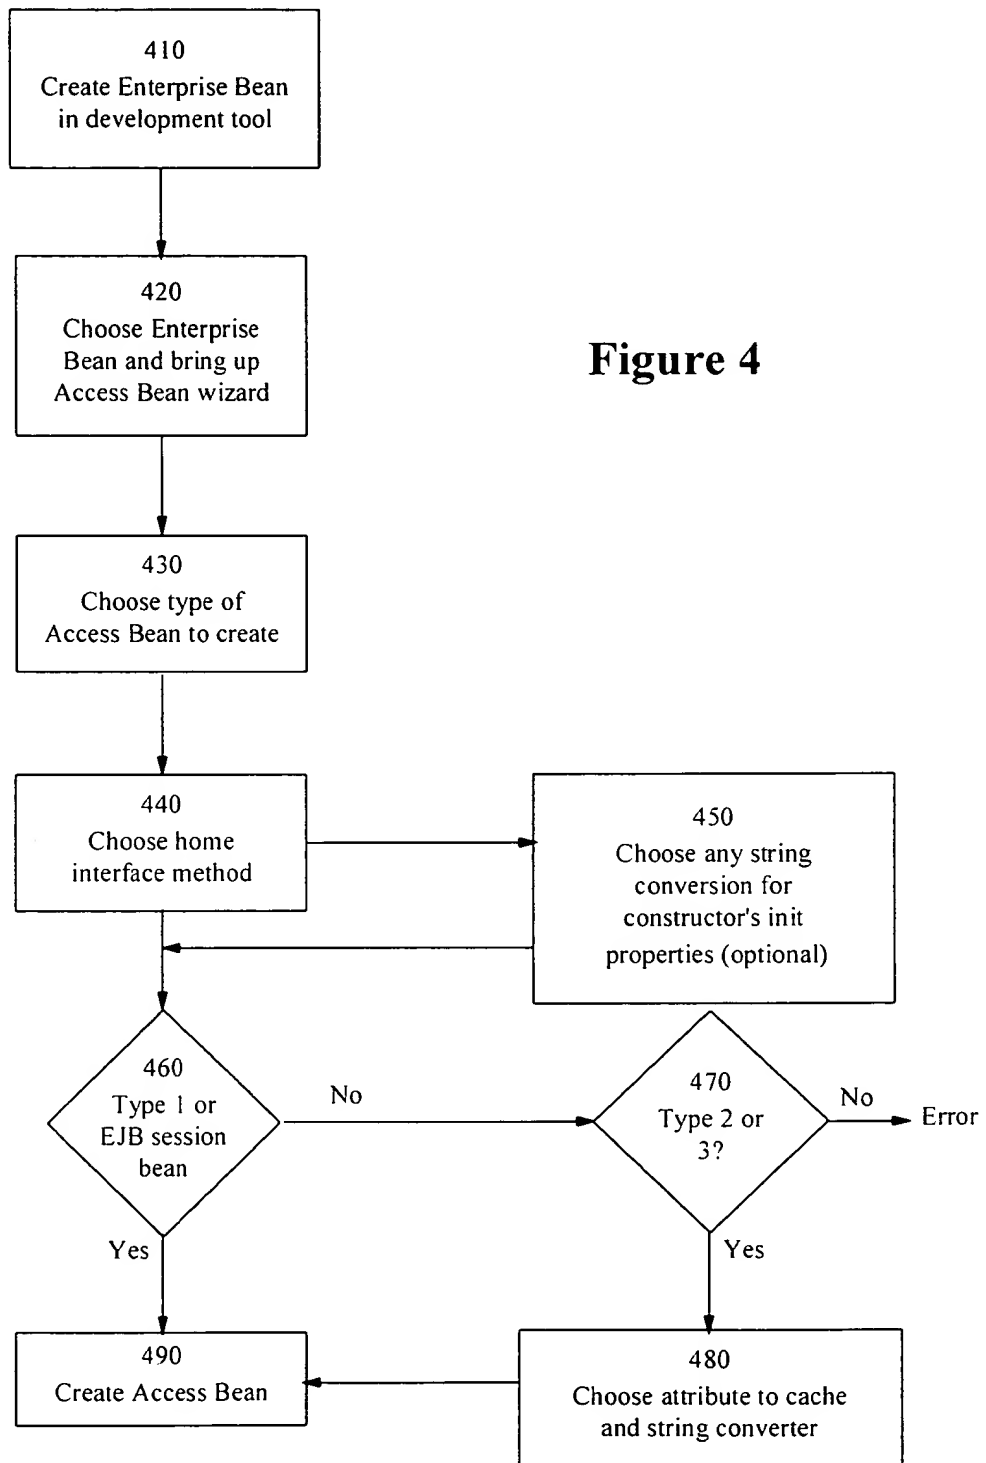 410
Create Enterprise Bean
in development tool
420
Choose Enterprise
Bean and bring up
Access Bean wizard
Figure 4
430
Choose type of
Access Bean to create
440
Choose home
interface method
450
Choose any string
conversion for
constructor's init
properties (optional)
460
Type 1 or
EJB session
bean
No
470
Type 2 or
3?
No
Error
Yes
Yes
490
Create Access Bean
480
Choose attribute to cache
and string converter